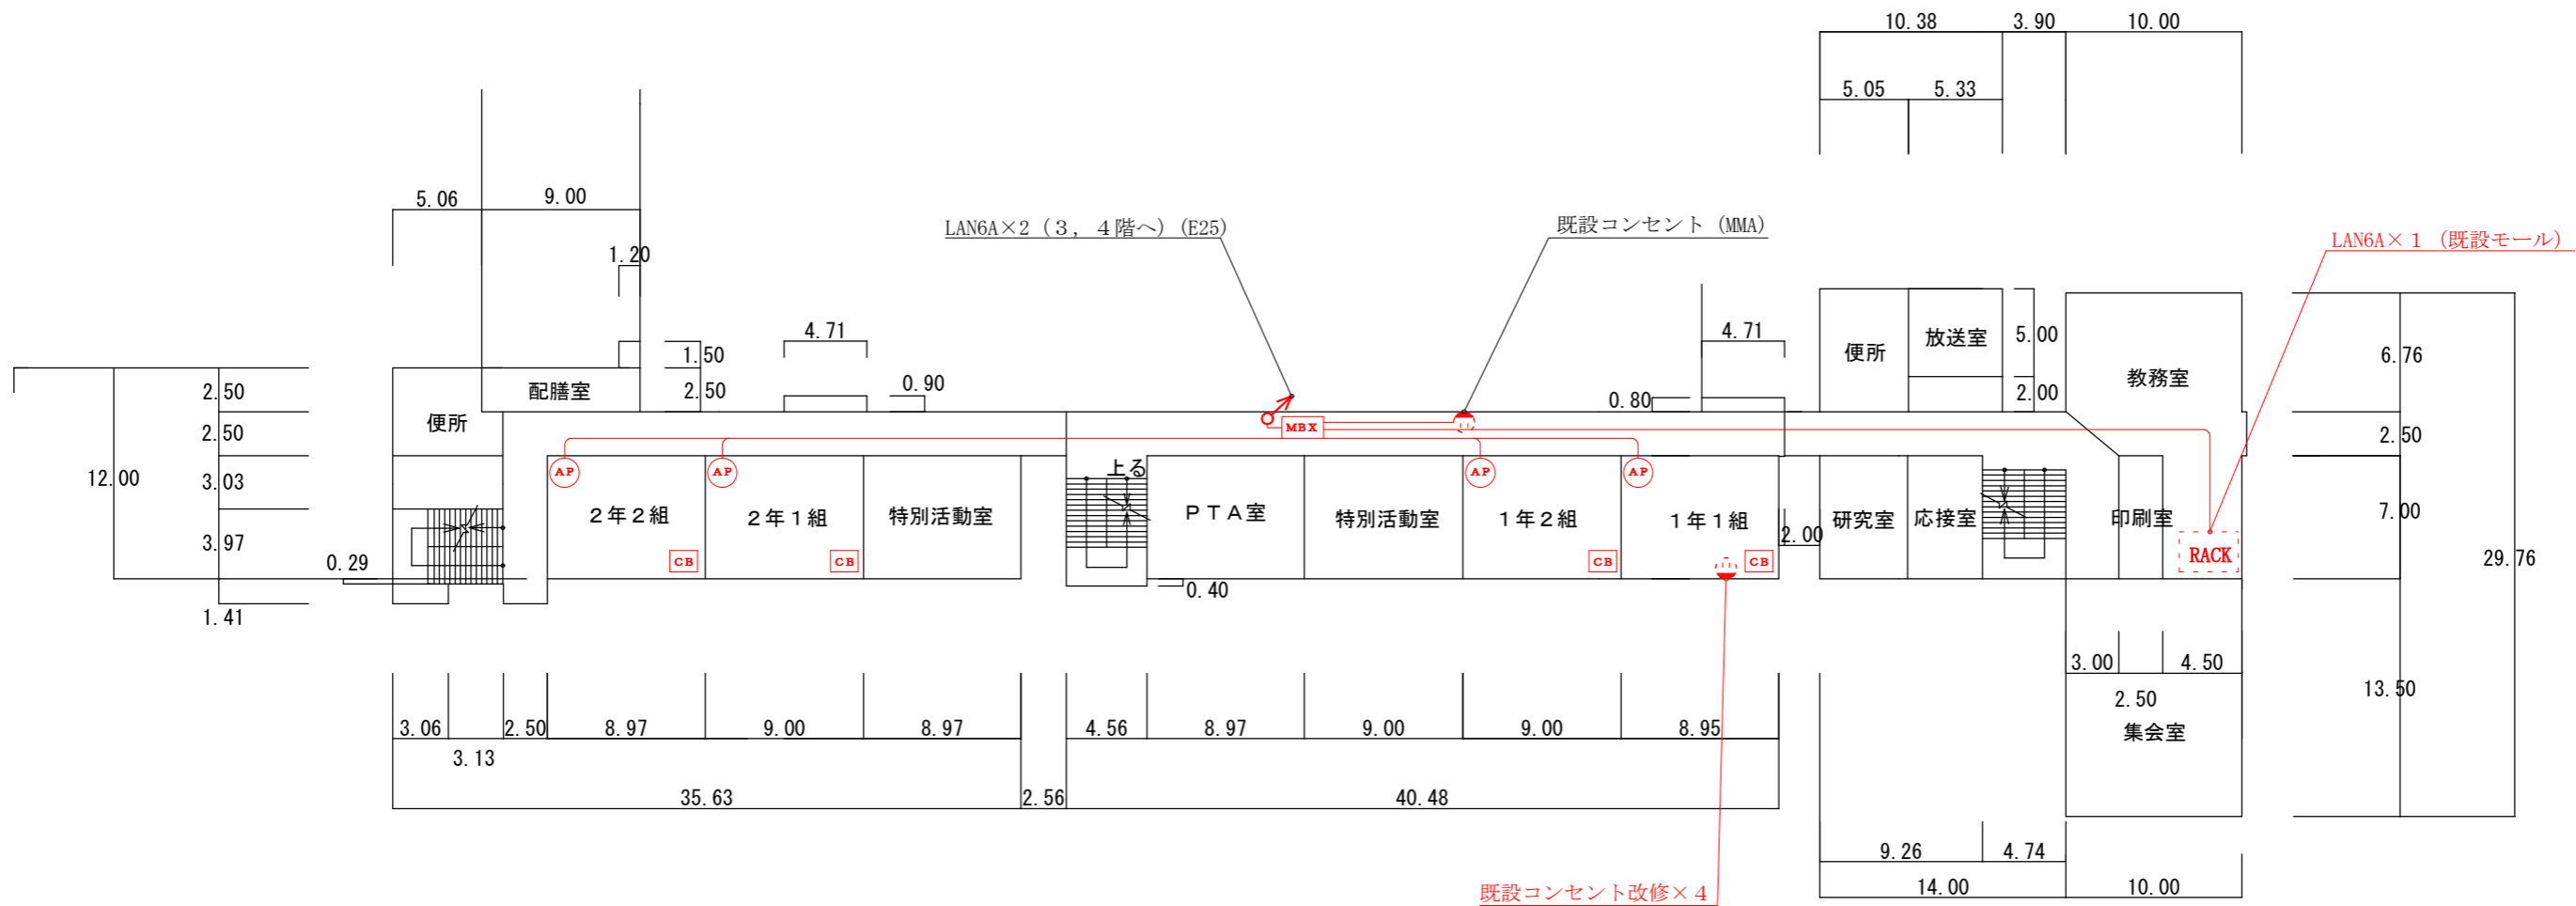 10.38
3.90
10.00
5.05
5.33
5.06
9.00
LAN6A×2（３，４階へ）(E25)
既設コンセント (MMA)
LAN6A×１（既設モール）
1.20
4.71
4.71
1.50
2.50
0.90
0.80
便所
放送室
5.00
2.00
教務室
6.76
2.50
2.50
3.03
3.97
12.00
1.41
0.29
配膳室
便所
MBX
2.50
7.00
29.76
13.50
AP
AP
AP
AP
上る
２年２組
２年１組
特別活動室
ＰＴＡ室
特別活動室
１年２組
１年１組
2.00
研究室
応接室
印刷室
CB
CB
CB
CB
RACK
0.40
3.00
4.50
2.50
集会室
3.06
3.13
2.50
8.97
9.00
8.97
4.56
8.97
9.00
9.00
8.95
35.63
2.56
40.48
9.26
4.74
14.00
10.00
既設コンセント改修×４